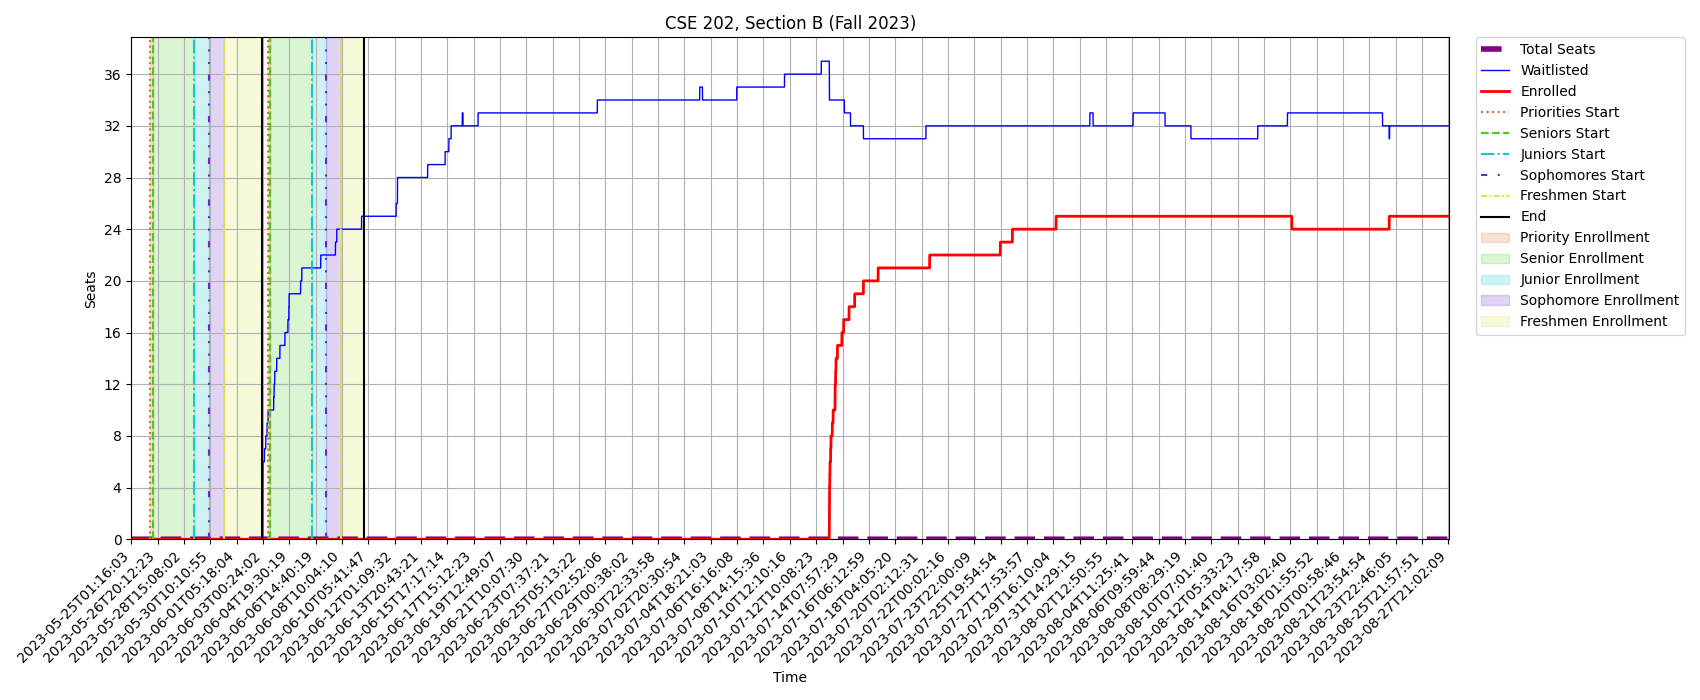 CSE 202, Section B (Fall 2023)
Seats
36
32
28
24
20
16
12
8
4
0
2023-05-25T01:16:03
2023-05-26T20:12:23
2023-05-28T15:08:02
2023-05-30T10:10:55
2023-06-01T05:18:04
2023-06-03T00:24:02
2023-06-04T19:30:19
2023-06-06T14:40:19
2023-06-08T10:04:10
2023-06-10T05:41:47
2023-06-12T01:09:32
2023-06-13T20:43:21
2023-06-15T17:17:14
2023-06-17T15:12:23
2023-06-19T12:49:07
2023-06-21T10:07:30
2023-06-23T07:37:21
2023-06-25T05:13:22
2023-06-27T02:52:06
2023-06-29T00:38:02
2023-06-30T22:33:58
2023-07-02T20:30:54
2023-07-04T18:21:03
2023-07-06T16:16:08
2023-07-08T14:15:36
2023-07-10T12:10:16
2023-07-12T10:08:23
2023-07-14T07:57:29
2023-07-16T06:12:59
2023-07-18T04:05:20
2023-07-20T02:12:31
2023-07-22T00:02:16
2023-07-23T22:00:09
2023-07-25T19:54:54
2023-07-27T17:53:57
2023-07-29T16:10:04
2023-07-31T14:29:15
2023-08-02T12:50:55
2023-08-04T11:25:41
2023-08-06T09:59:44
2023-08-08T08:29:19
2023-08-10T07:01:40
2023-08-12T05:33:23
2023-08-14T04:17:58
2023-08-16T03:02:40
2023-08-18T01:55:52
2023-08-20T00:58:46
2023-08-21T23:54:54
2023-08-23T22:46:05
2023-08-25T21:57:51
2023-08-27T21:02:09
Time
Total Seats
Waitlisted
Enrolled
Priorities Start
Seniors Start
Juniors Start
Sophomores Start
Freshmen Start
End
Priority Enrollment
Senior Enrollment
Junior Enrollment
Sophomore Enrollment
Freshmen Enrollment